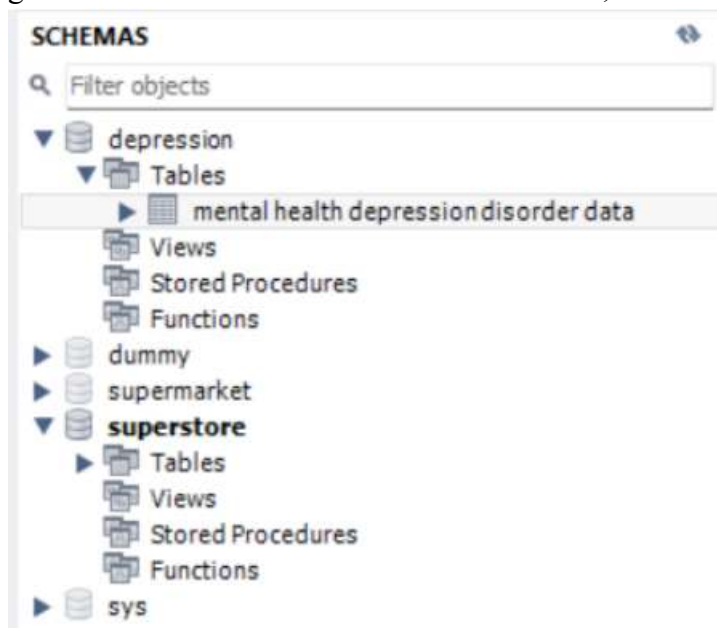 SCHEMAS
Filter objects
depression
Tables
mental health depression disorder data
Views
Stored Procedures
Functions
dummy
supermarket
superstore
Tables
Views
Stored Procedures
Functions
sys